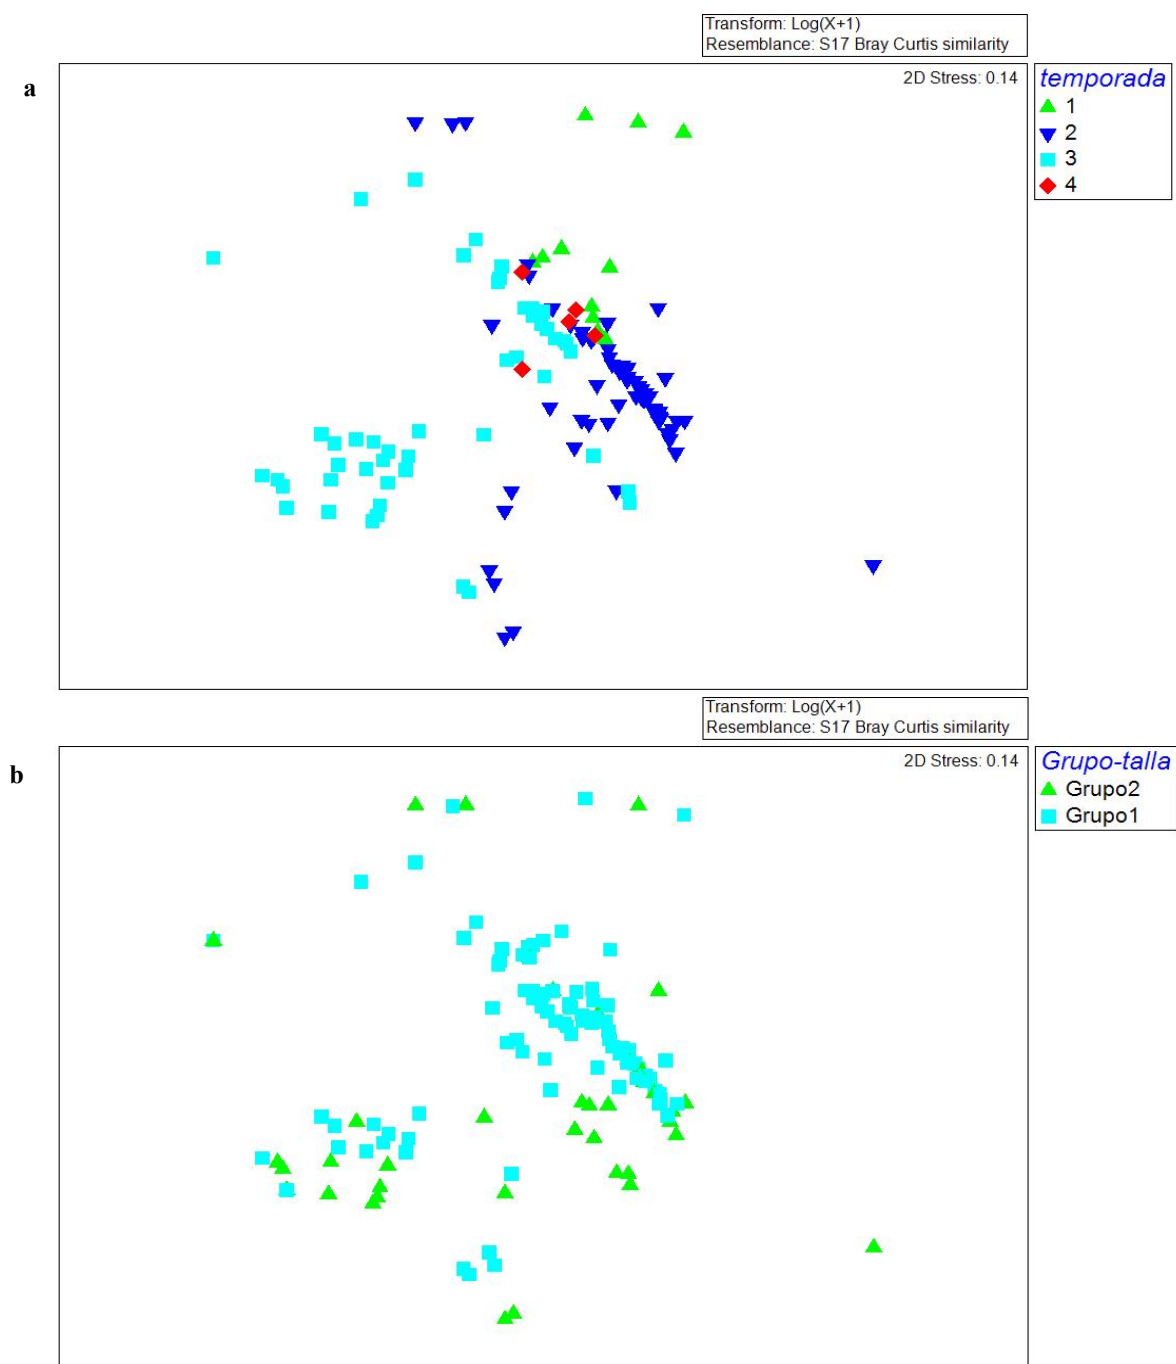 Transform: Log(X+1)
Resemblance: S17 Bray Curtis similarity
a
2D Stress: 0.14
temporada
1
2
3
4
Transform: Log(X+1)
Resemblance: S17 Bray Curtis similarity
b
2D Stress: 0.14
Grupo-talla
Grupo2
Grupo1